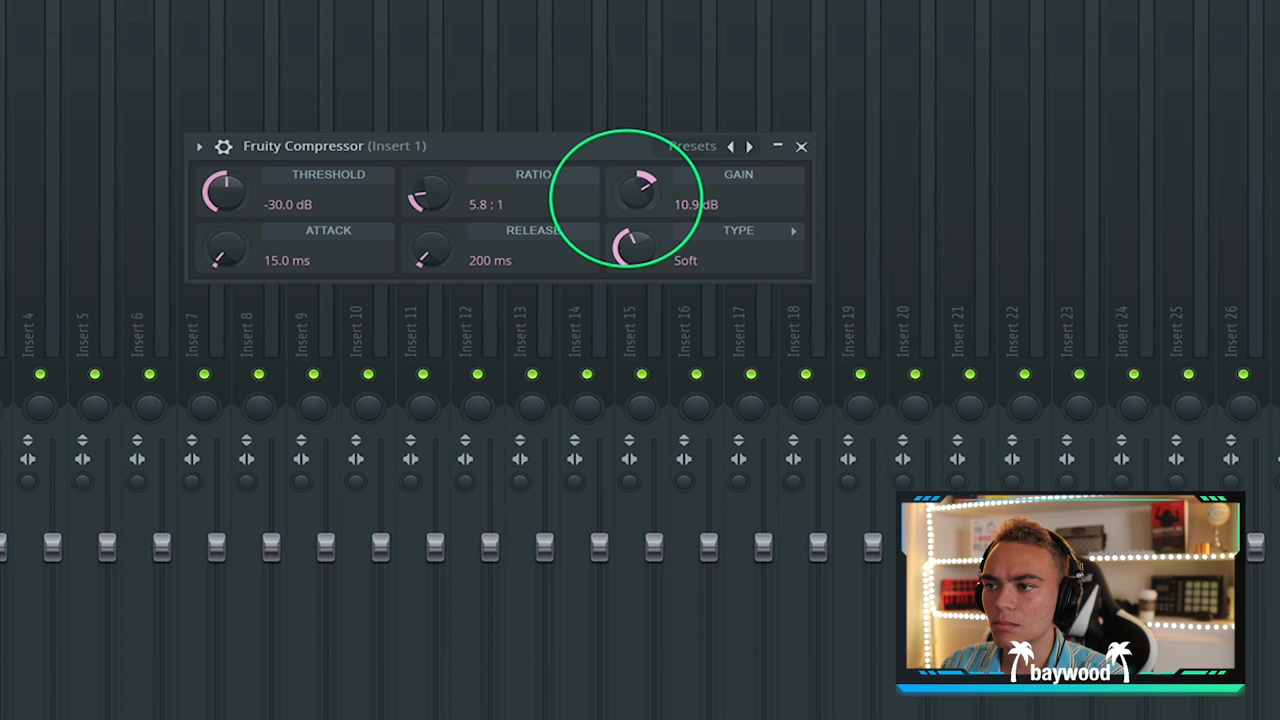 Fruity Compressor (Insert 1)
Presets
THRESHOLD
RATIO
GAIN
-30.0 dB
5.8 : 1
10.9 dB
ATTACK
RELEASE
TYPE
15.0 ms
200 ms
Soft
Insert 4
Insert 5
Insert 6
Insert 7
Insert 8
Insert 9
Insert 10
Insert 11
Insert 12
Insert 13
Insert 14
Insert 15
Insert 16
Insert 17
Insert 18
Insert 19
Insert 20
Insert 21
Insert 22
Insert 23
Insert 24
Insert 25
Insert 26
baywood